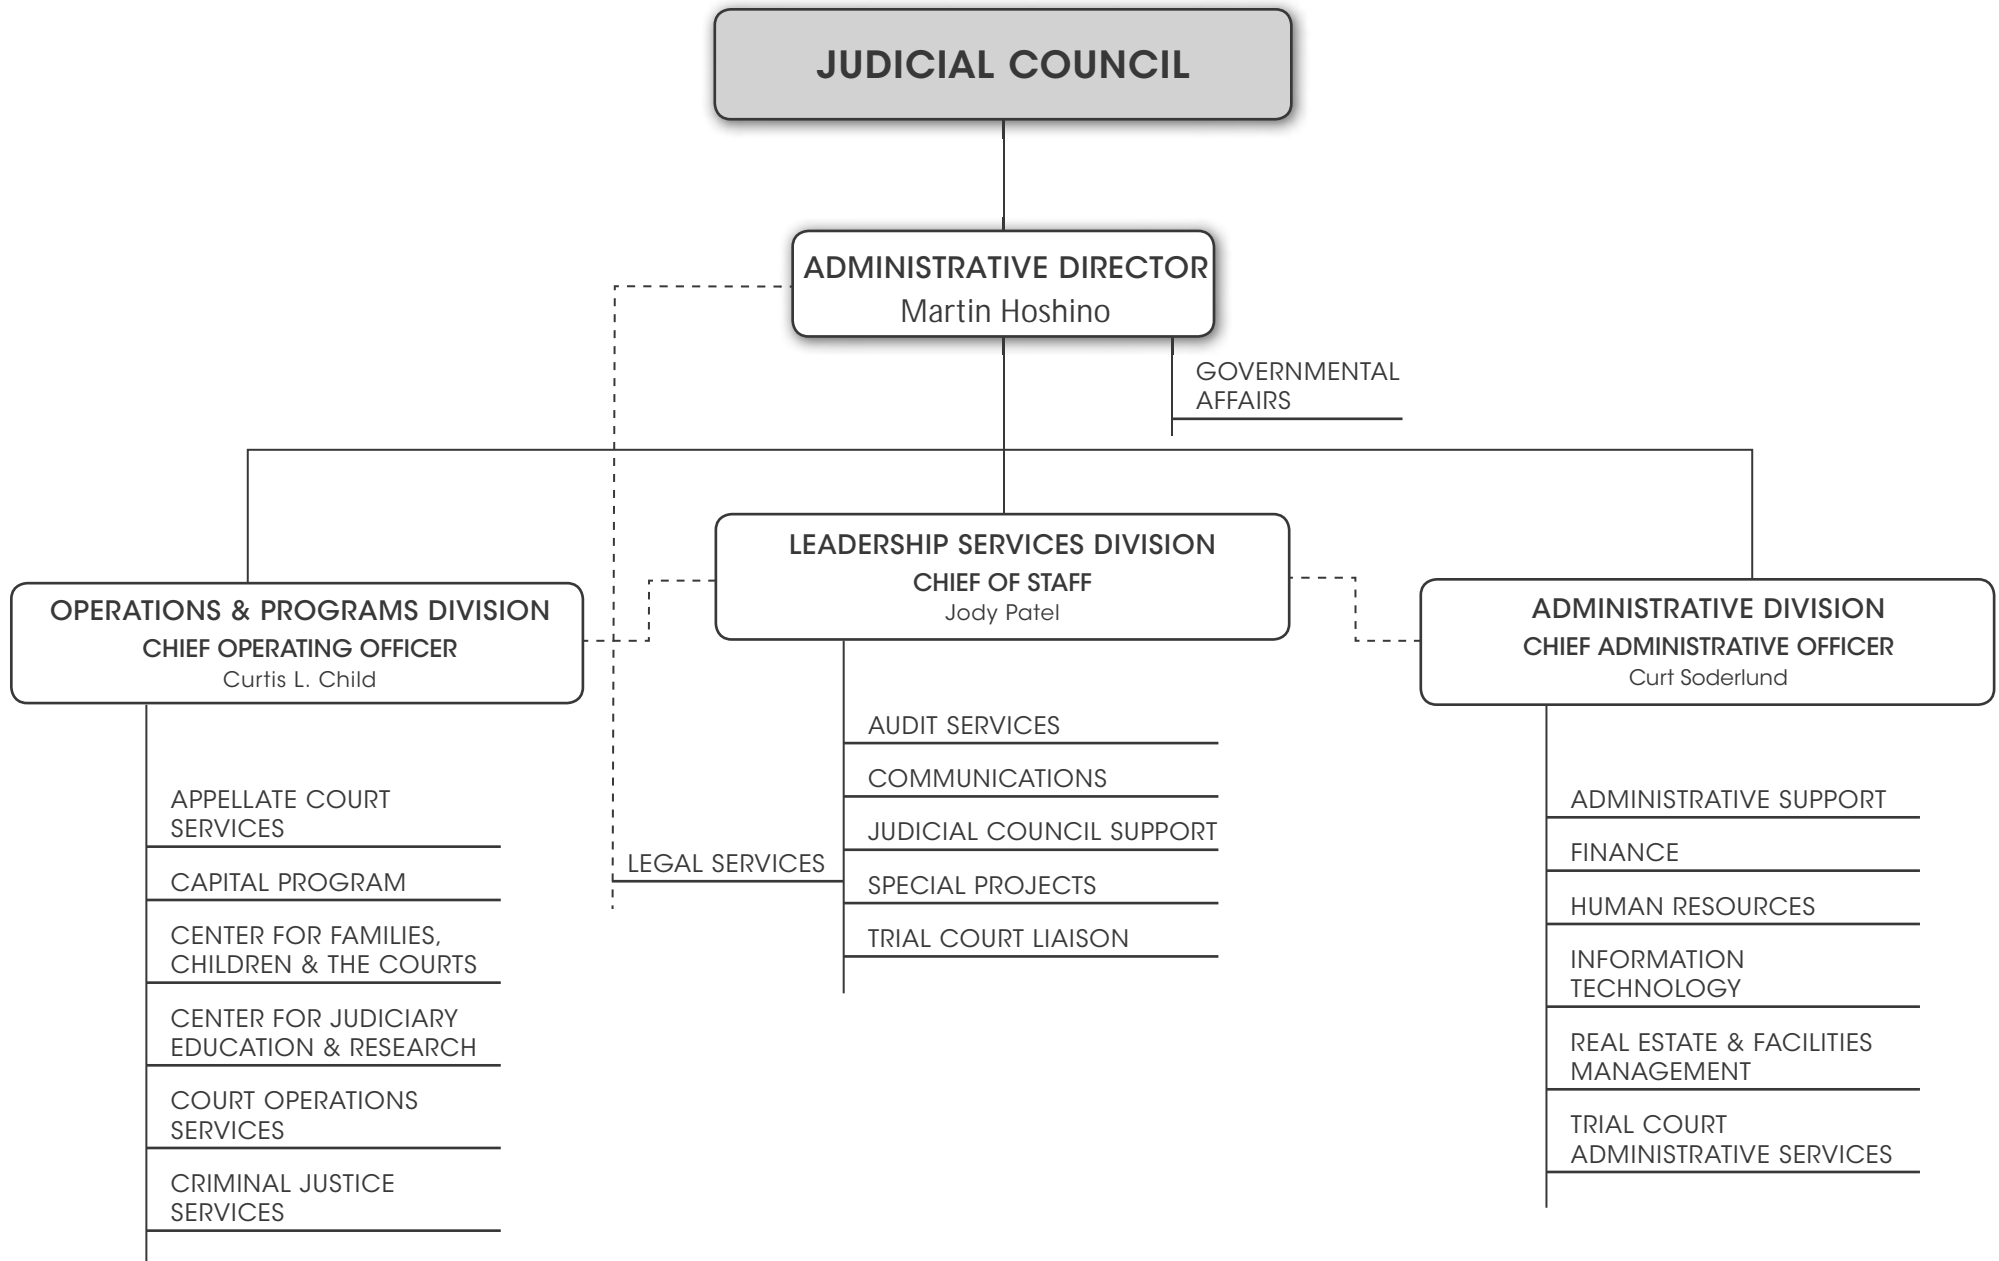 JUDICIAL COUNCIL
ADMINISTRATIVE DIRECTOR
Martin Hoshino
GOVERNMENTAL
AFFAIRS
OPERATIONS & PROGRAMS DIVISION
CHIEF OPERATING OFFICER
Curtis L. Child
APPELLATE COURT
SERVICES
CAPITAL PROGRAM
CENTER FOR FAMILIES,
CHILDREN & THE COURTS
CENTER FOR JUDICIARY
EDUCATION & RESEARCH
COURT OPERATIONS
SERVICES
CRIMINAL JUSTICE
SERVICES
LEADERSHIP SERVICES DIVISION
CHIEF OF STAFF
Jody Patel
LEGAL SERVICES
AUDIT SERVICES
COMMUNICATIONS
JUDICIAL COUNCIL SUPPORT
SPECIAL PROJECTS
TRIAL COURT LIAISON
ADMINISTRATIVE DIVISION
CHIEF ADMINISTRATIVE OFFICER
Curt Soderlund
ADMINISTRATIVE SUPPORT
FINANCE
HUMAN RESOURCES
INFORMATION
TECHNOLOGY
REAL ESTATE & FACILITIES
MANAGEMENT
TRIAL COURT
ADMINISTRATIVE SERVICES